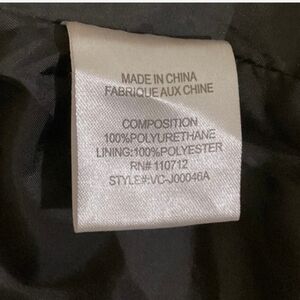 MADE IN CHINA
FABRIQUE AUX CHINE
COMPOSITION
100%POLYURETHANE
LINING:100%POLYESTER
RN# 110712
STYLE#:VC-J00046A